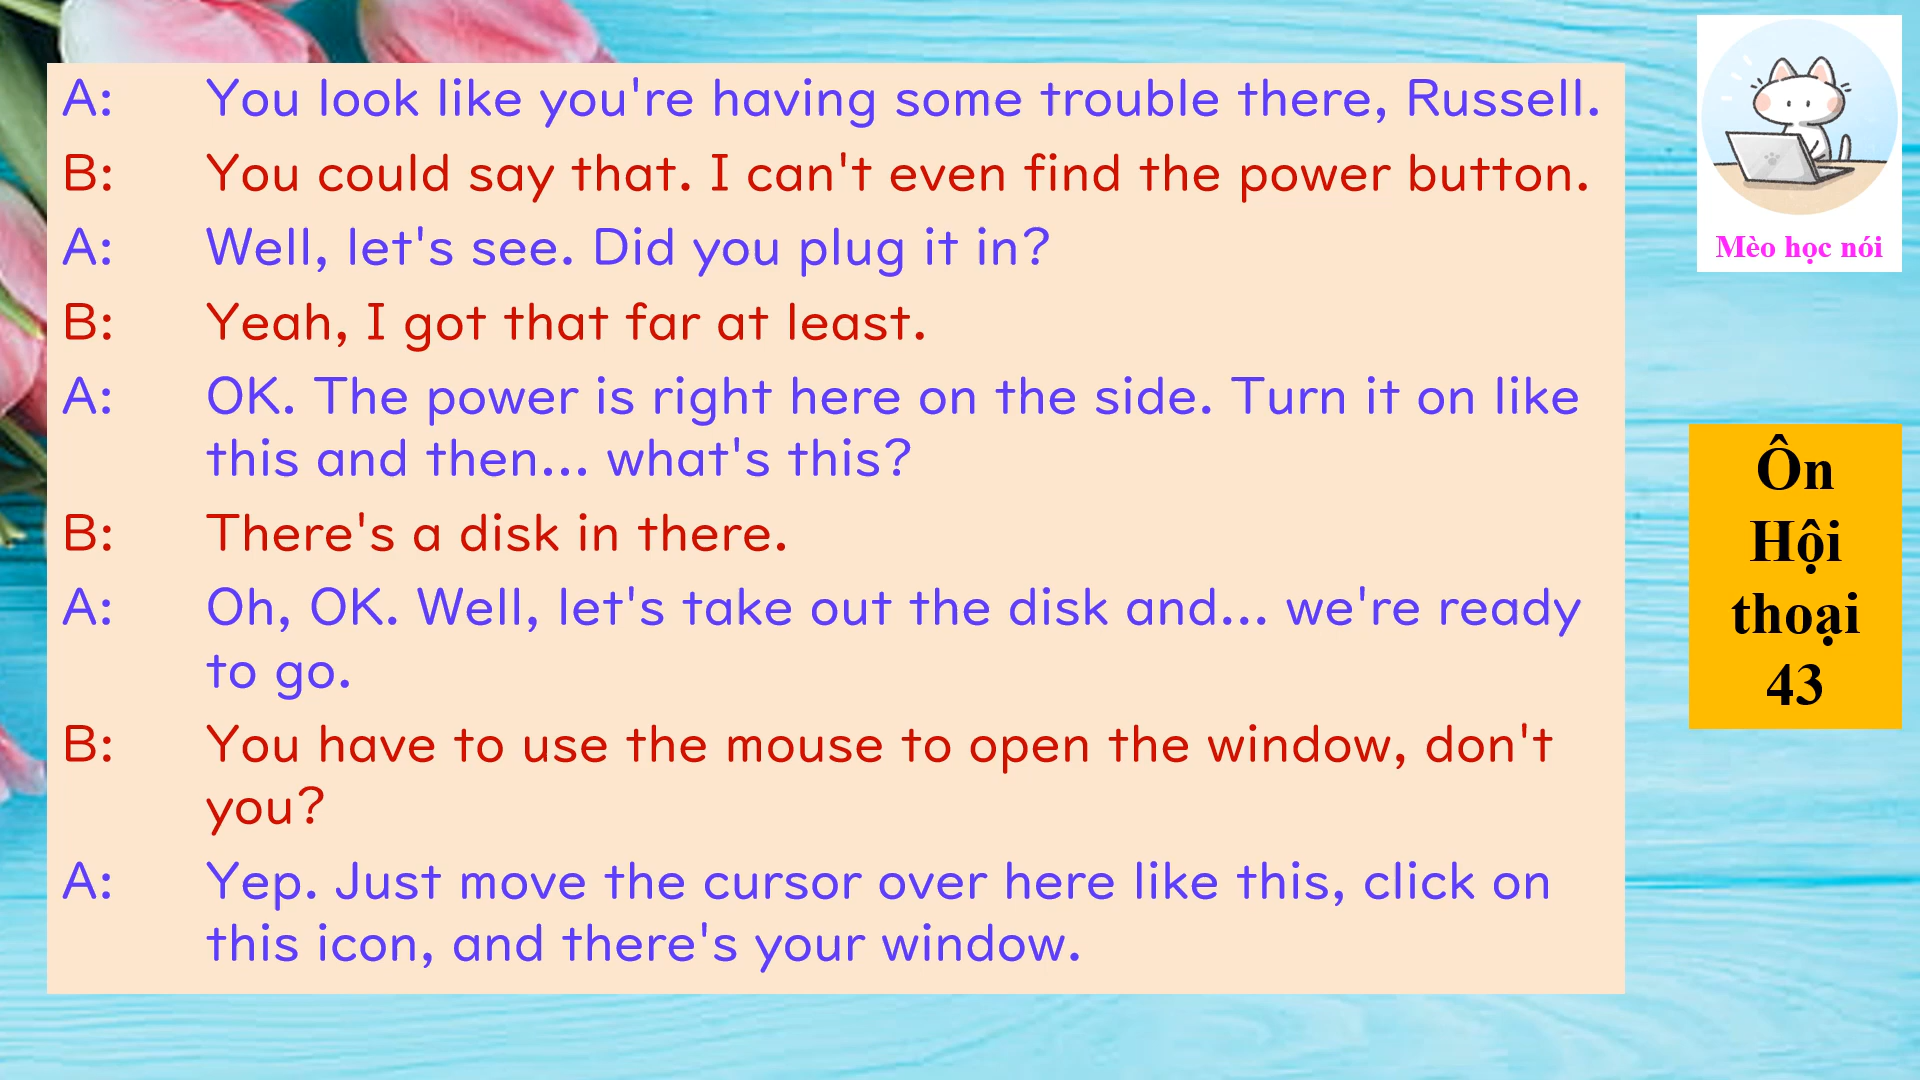 A: You look like you're having some trouble there, Russell.
B: You could say that. I can't even find the power button.
A: Well, let's see. Did you plug it in?
B: Yeah, I got that far at least.
A: OK. The power is right here on the side. Turn it on like
this and then... what's this?
B: There's a disk in there.
A: Oh, OK. Well, let's take out the disk and... we're ready
to go.
B: You have to use the mouse to open the window, don't
you?
A: Yep. Just move the cursor over here like this, click on
this icon, and there's your window.
Mèo học nói
Ôn
Hội
thoại
43